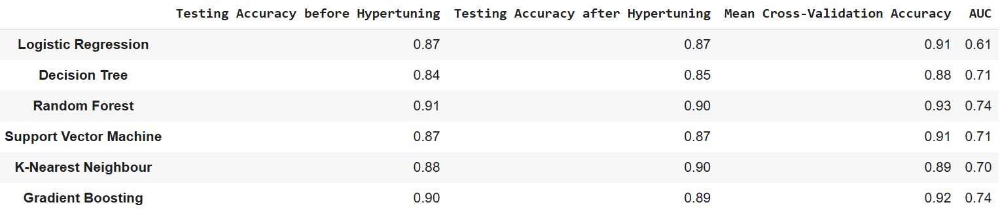 Testing Accuracy before Hypertuning Testing Accuracy after Hypertuning Mean Cross-Validation Accuracy AUC
Logistic Regression 0.87 0.87 0.91 0.61
Decision Tree 0.84 0.85 0.88 0.71
Random Forest 0.91 0.90 0.93 0.74
Support Vector Machine 0.87 0.87 0.91 0.71
K-Nearest Neighbour 0.88 0.90 0.89 0.70
Gradient Boosting 0.90 0.89 0.92 0.74